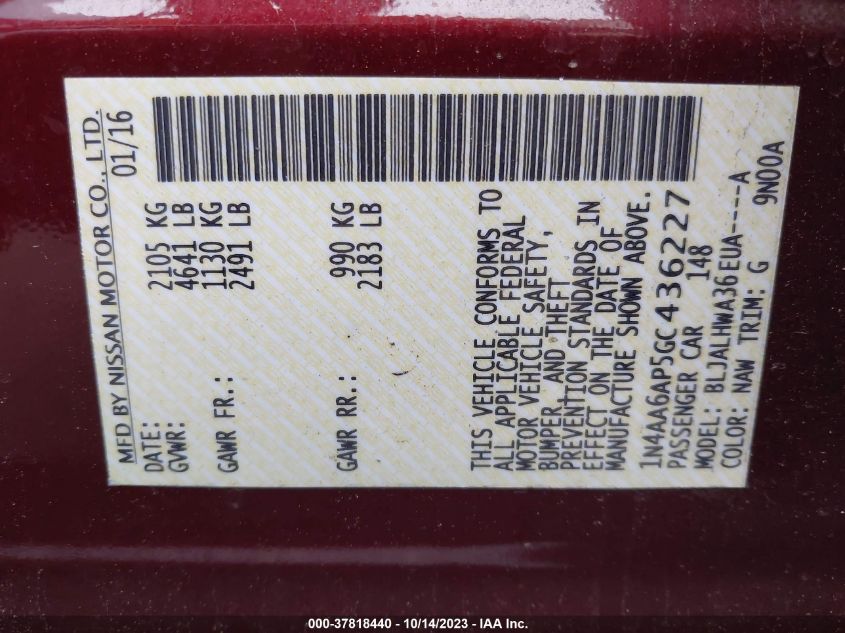 MFD BY NISSAN MOTOR CO., LTD.
DATE: 01/16
GVWR: 2105 KG
4641 LB
GAWR FR.: 1130 KG
2491 LB
GAWR RR.: 990 KG
2183 LB
THIS VEHICLE CONFORMS TO
ALL APPLICABLE FEDERAL
MOTOR VEHICLE SAFETY,
BUMPER, AND THEFT
PREVENTION STANDARDS IN
EFFECT ON THE DATE OF
MANUFACTURE SHOWN ABOVE.
1N4AA6AP5GC436227
PASSENGER CAR 148
MODEL: BLJALHWA36EUA----A
COLOR: NAW TRIM: G 9N00A
000-37818440 - 10/14/2023 - IAA Inc.